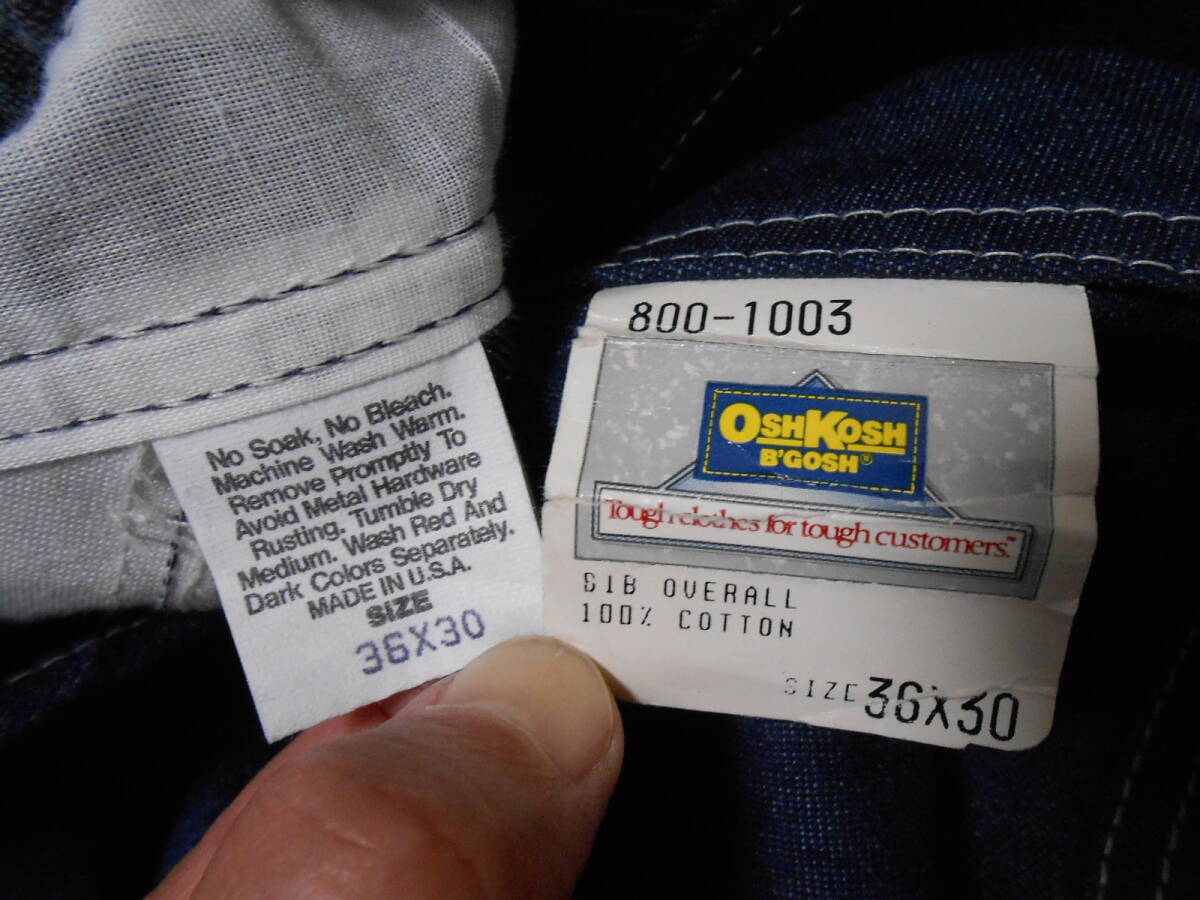 No Soak, No Bleach.
Machine Wash Warm.
Remove Promptly To
Avoid Metal Hardware
Rusting. Tumble Dry
Medium. Wash Red And
Dark Colors Separately.
MADE IN U.S.A.
SIZE
36X30
800-1003
OSHKOSH
B'GOSH®
Tough clothes for tough customers.™
BIB OVERALL
100% COTTON
SIZE 36X30